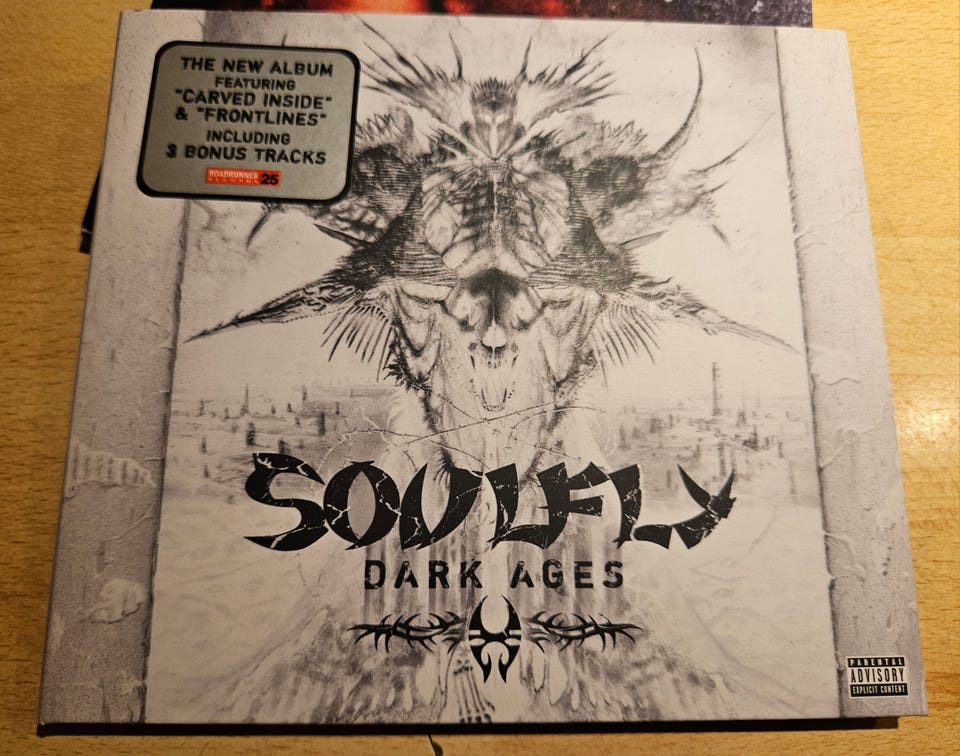 THE NEW ALBUM
FEATURING
"CARVED INSIDE"
& "FRONTLINES"
INCLUDING
3 BONUS TRACKS
ROADRUNNER 25
RECORDS
SOULFLY
DARK AGES
PARENTAL
ADVISORY
EXPLICIT CONTENT